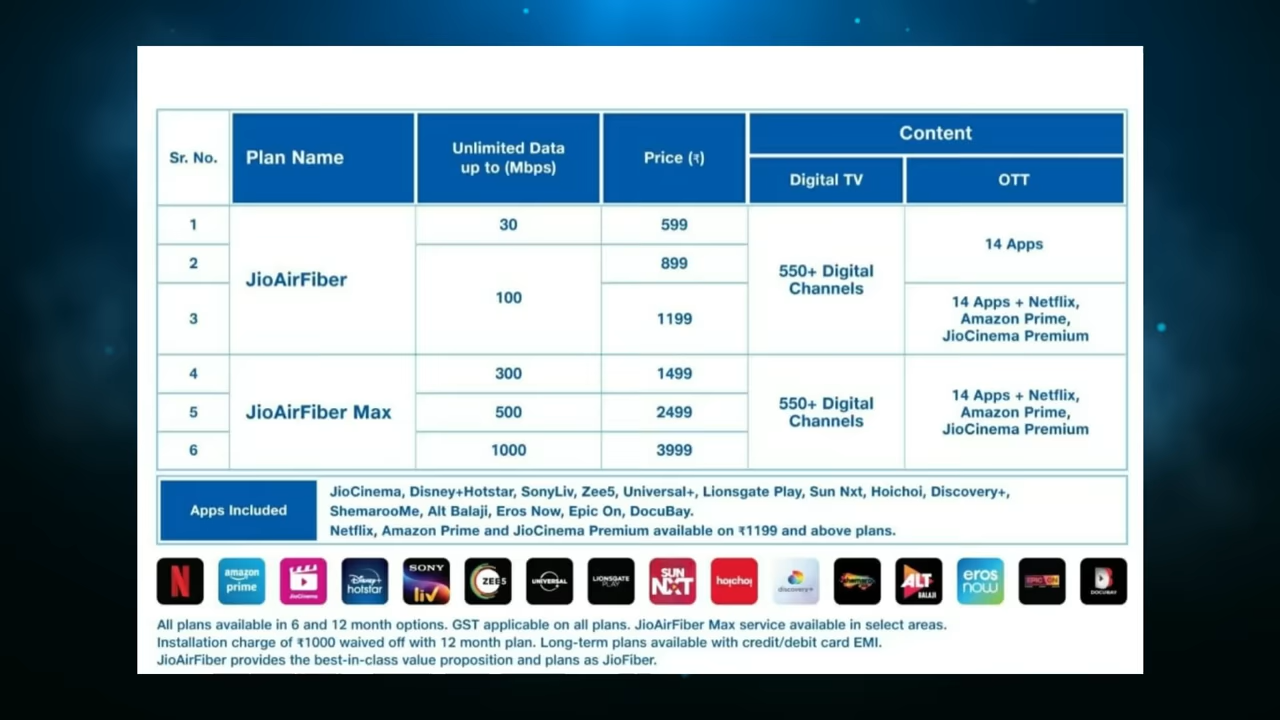 Sr. No.
Plan Name
Unlimited Data
up to (Mbps)
Price (₹)
Content
Digital TV
OTT
1
JioAirFiber
30
599
550+ Digital
Channels
14 Apps
2
100
899
3
1199
14 Apps + Netflix,
Amazon Prime,
JioCinema Premium
4
JioAirFiber Max
300
1499
550+ Digital
Channels
14 Apps + Netflix,
Amazon Prime,
JioCinema Premium
5
500
2499
6
1000
3999
Apps Included
JioCinema, Disney+Hotstar, SonyLiv, Zee5, Universal+, Lionsgate Play, Sun Nxt, Hoichoi, Discovery+,
ShemarooMe, Alt Balaji, Eros Now, Epic On, DocuBay.
Netflix, Amazon Prime and JioCinema Premium available on ₹1199 and above plans.
N
amazon
prime
JioCinema
Disney+
hotstar
SONY
liv
ZEE5
UNIVERSAL
LIONSGATE
PLAY
SUN
NXT
hoichoi
discovery+
ALT
BALAJI
eros
now
EPIC ON
DOCUBAY
All plans available in 6 and 12 month options. GST applicable on all plans. JioAirFiber Max service available in select areas.
Installation charge of ₹1000 waived off with 12 month plan. Long-term plans available with credit/debit card EMI.
JioAirFiber provides the best-in-class value proposition and plans as JioFiber.